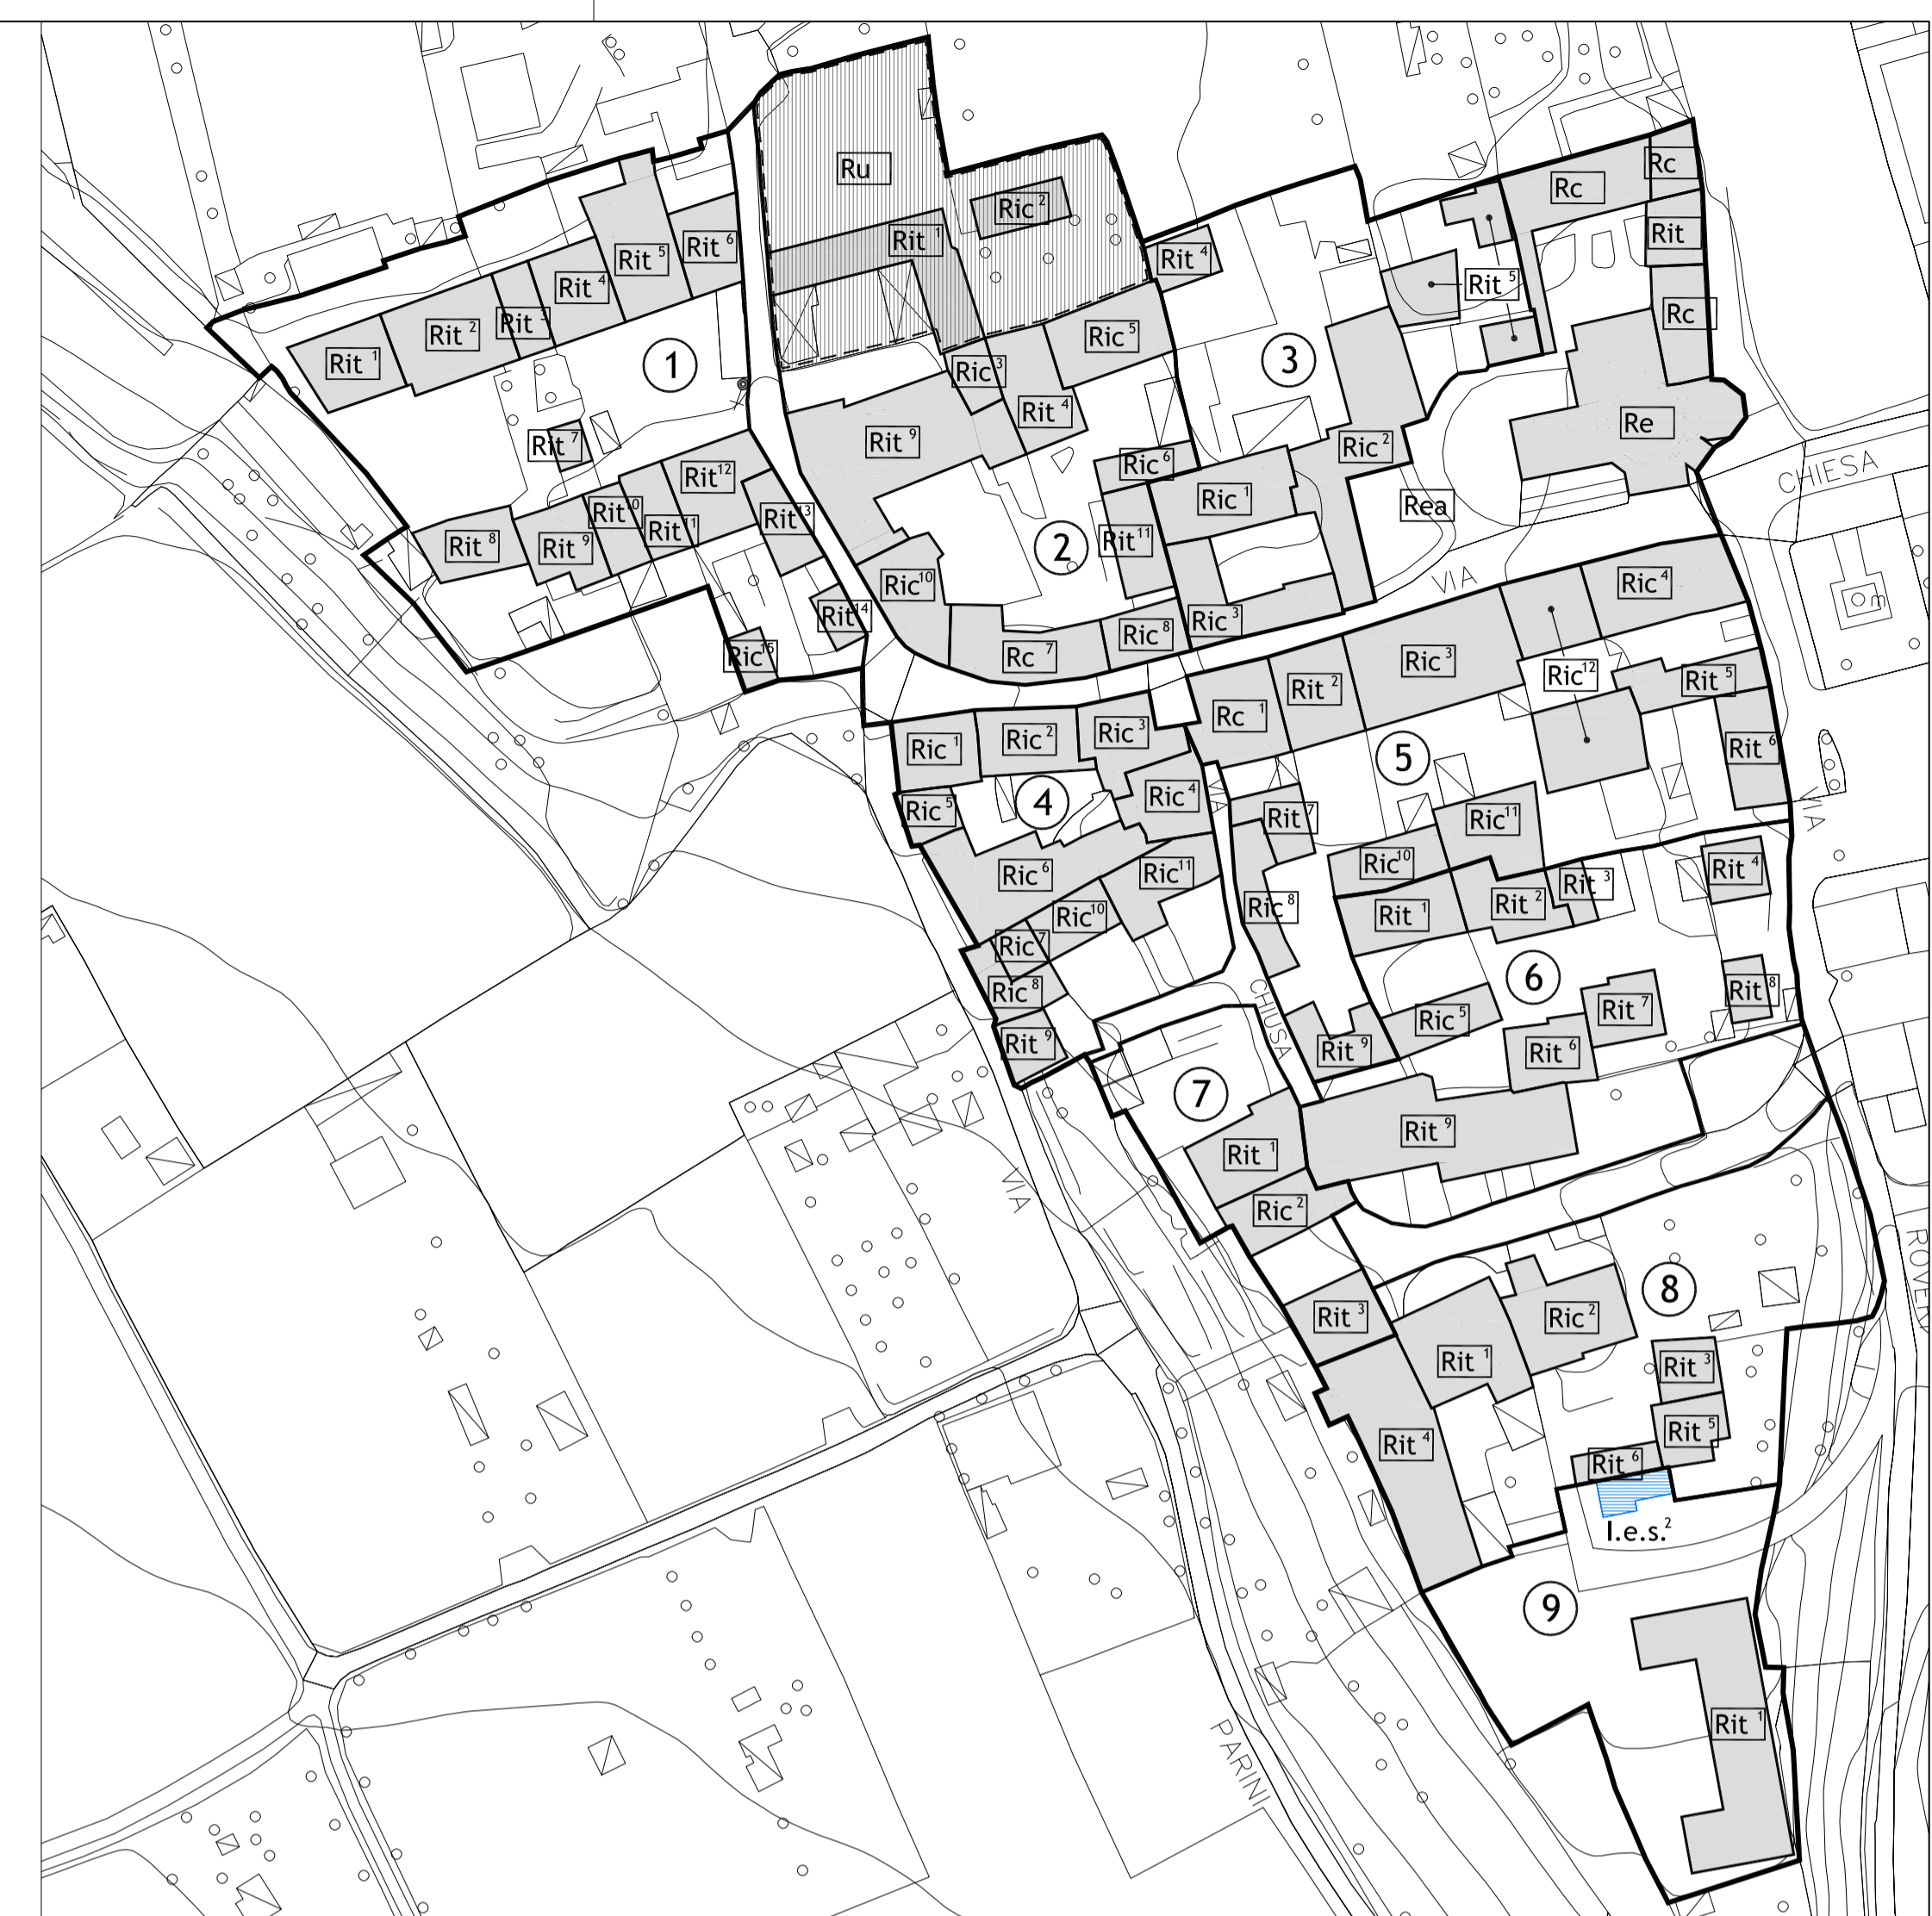 Ru
Ric 2
Rit 1
Rc
Rc
Rit
Rc
Rit 5
Rit 6
Rit 4
Rit 3
Rit 2
Rit 1
1
Rit 7
Rit 8
Rit 9
Rit 10
Rit 11
Rit 12
Rit 13
Rit 14
Ric 15
Rit 4
Ric 5
Ric 3
Rit 4
Rit 9
Ric 6
Rit 11
2
Ric 10
Rc 7
Ric 8
3
Rit 5
Ric 2
Ric 1
Ric 3
Re
Rea
CHIESA
VIA
m
Ric 1
Ric 2
Ric 3
Ric 4
Ric 5
4
Ric 6
Ric 11
Ric 10
Ric 7
Ric 8
Rit 9
VIA
Rc 1
Rit 2
Ric 3
Ric 4
Ric 12
Rit 5
Rit 6
5
Rit 7
Ric 11
Ric 10
Ric 8
Rit 9
VIA
CHIUSA
Rit 1
Rit 2
Rit 3
Rit 4
6
Ric 5
Rit 6
Rit 7
Rit 8
Rit 9
7
Rit 1
Ric 2
Rit 3
Rit 4
8
Rit 1
Ric 2
Rit 3
Rit 5
Rit 6
I.e.s. 2
9
Rit 1
VIA
PARINI